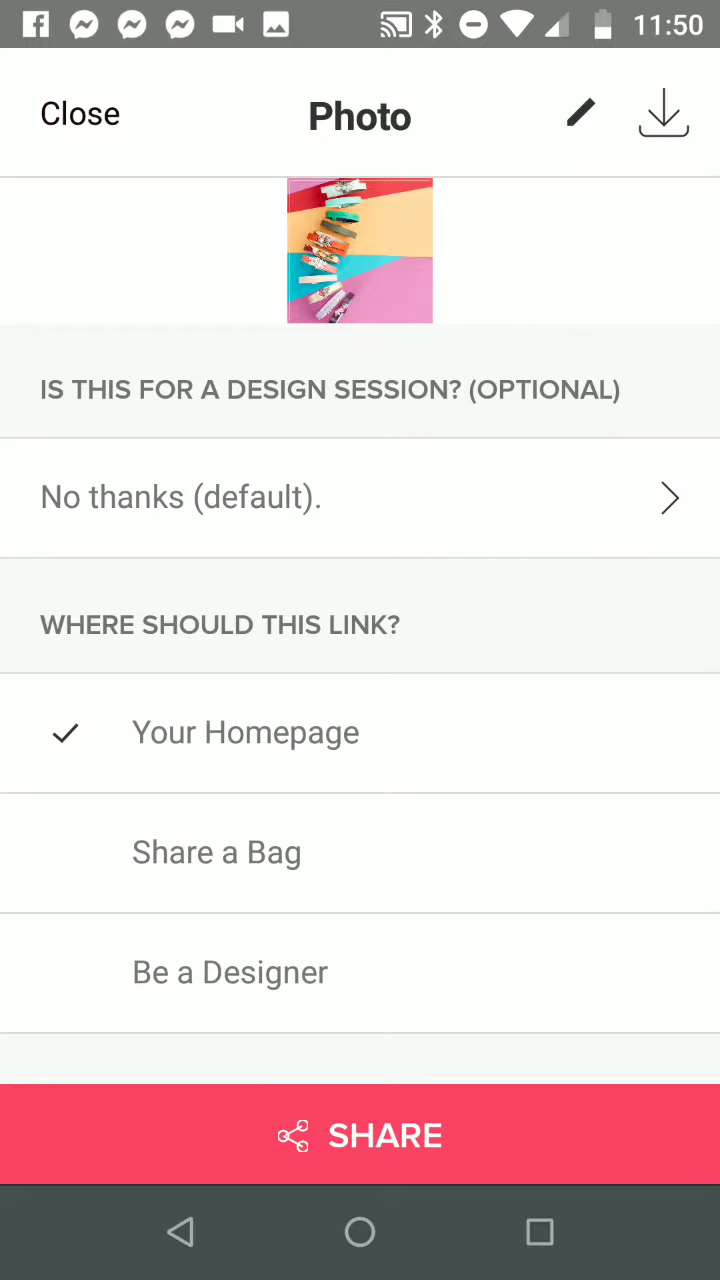 11:50
Close
Photo
IS THIS FOR A DESIGN SESSION? (OPTIONAL)
No thanks (default).
WHERE SHOULD THIS LINK?
Your Homepage
Share a Bag
Be a Designer
SHARE